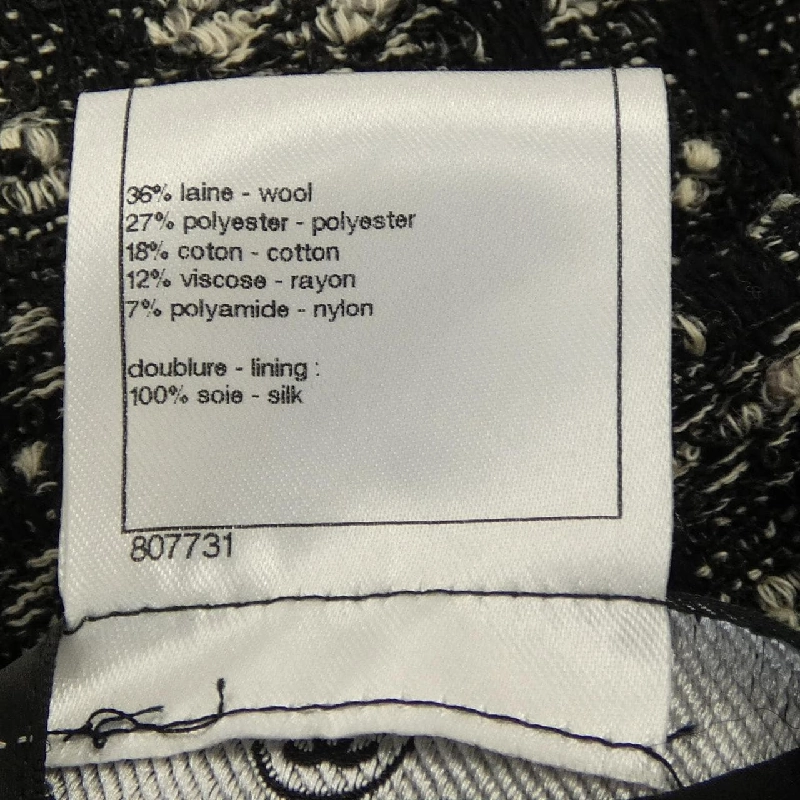 36% laine - wool
27% polyester - polyester
18% coton - cotton
12% viscose - rayon
7% polyamide - nylon
doublure - lining :
100% soie - silk
807731